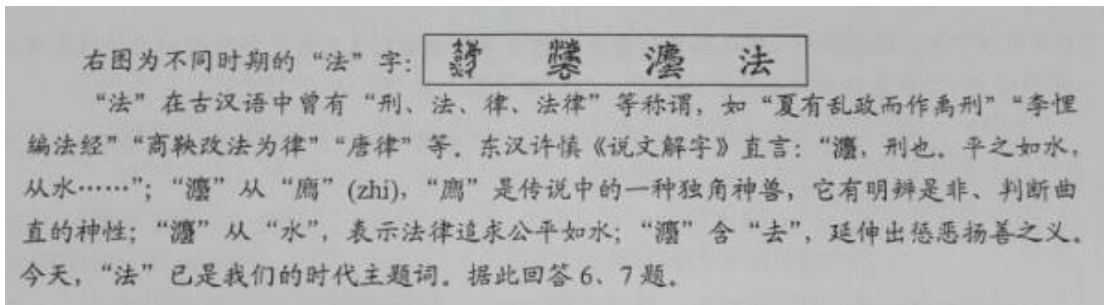 右图为不同时期的“法”字：灋 法
“法”在古汉语中曾有“刑、法、律、法律”等称谓，如“夏有乱政而作禹刑”“李悝
编法经”“商鞅改法为律”“唐律”等。东汉许慎《说文解字》直言：“灋，刑也。平之如水，
从水……”；“灋”从“廌”(zhi)，“廌”是传说中的一种独角神兽，它有明辨是非、判断曲
直的神性；“灋”从“水”，表示法律追求公平如水；“灋”含“去”，延伸出惩恶扬善之义。
今天，“法”已是我们的时代主题词。据此回答6、7题。